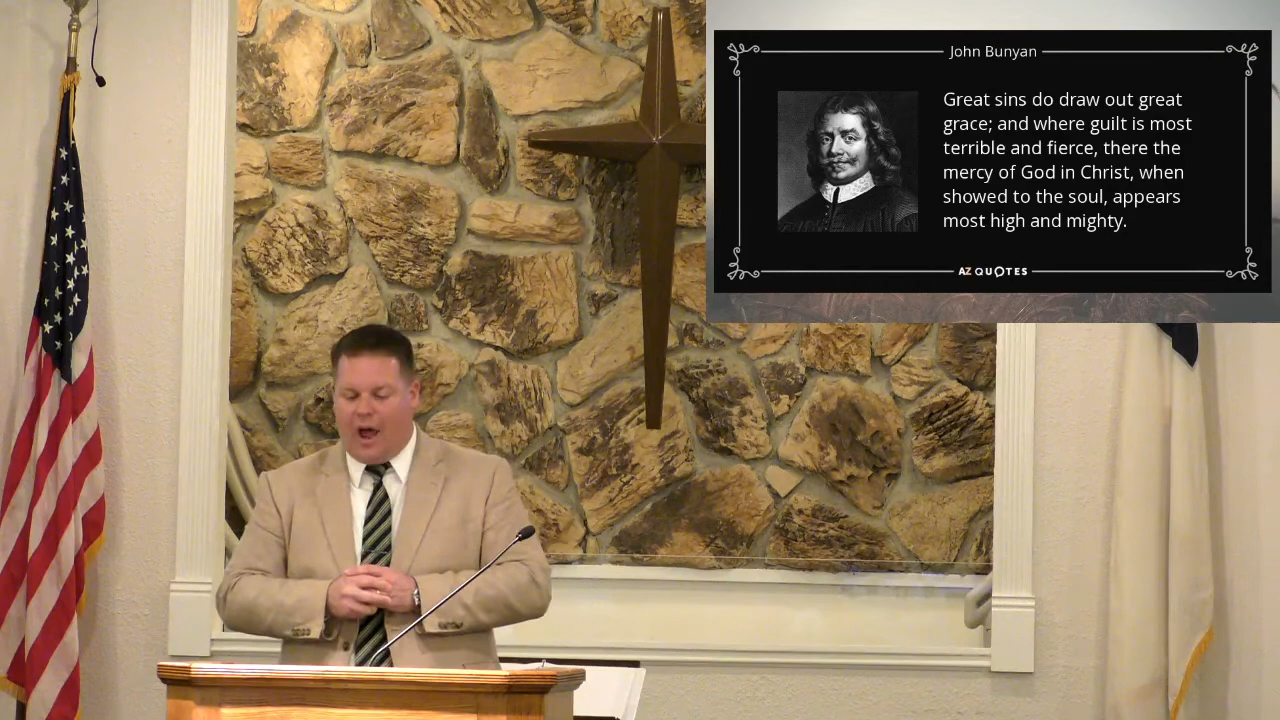 John Bunyan
Great sins do draw out great
grace; and where guilt is most
terrible and fierce, there the
mercy of God in Christ, when
showed to the soul, appears
most high and mighty.
AZ QUOTES